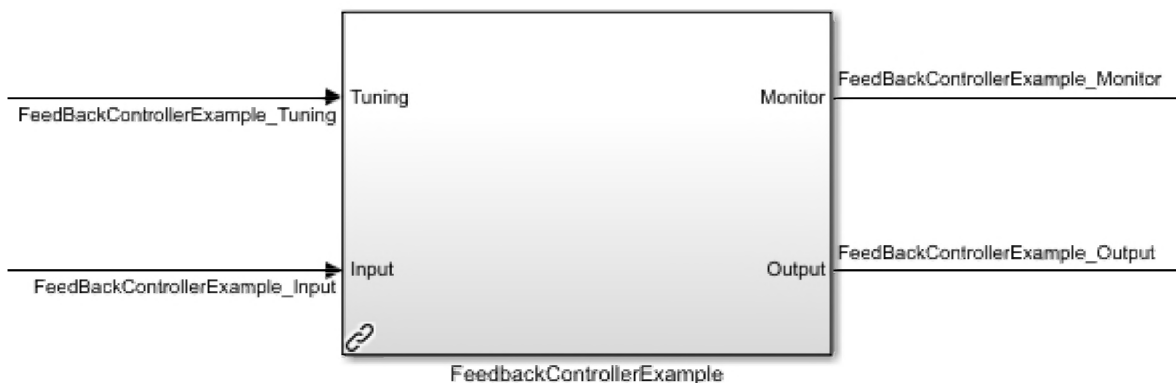 FeedBackControllerExample_Monitor
Tuning
Monitor
FeedBackControllerExample_Tuning
FeedBackControllerExample_Output
Input
Output
FeedBackControllerExample_Input
FeedbackControllerExample